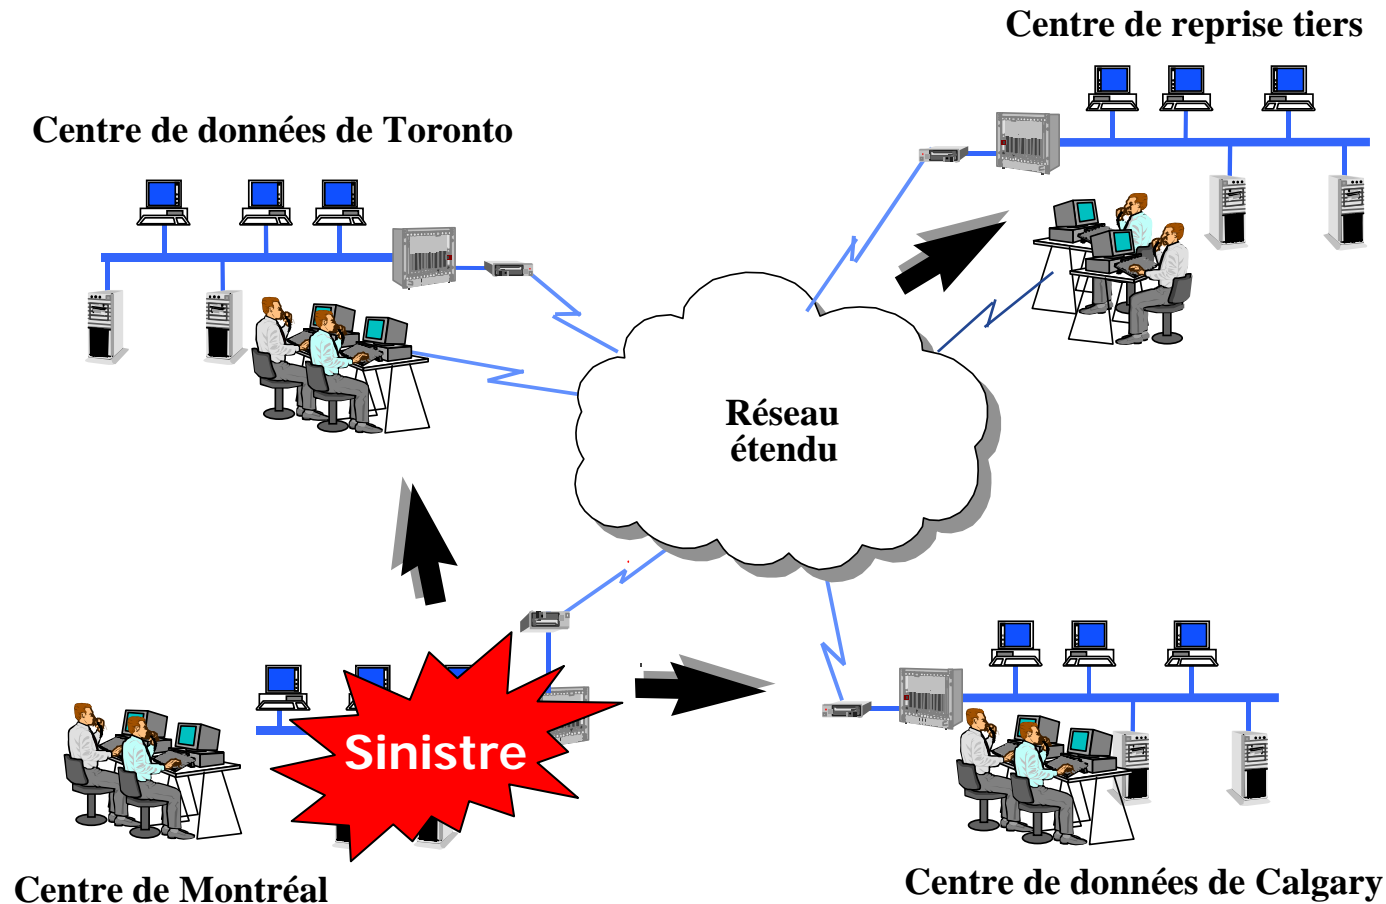 Centre de reprise tiers
Centre de données de Toronto
Réseau
étendu
Sinistre
Centre de Montréal
Centre de données de Calgary